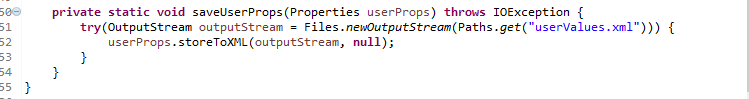 50 private static void saveUserProps(Properties userProps) throws IOException {
51 try(OutputStream outputStream = Files.newOutputStream(Paths.get("userValues.xml"))) {
52 userProps.storeToXML(outputStream, null);
53 }
54 }
55 }